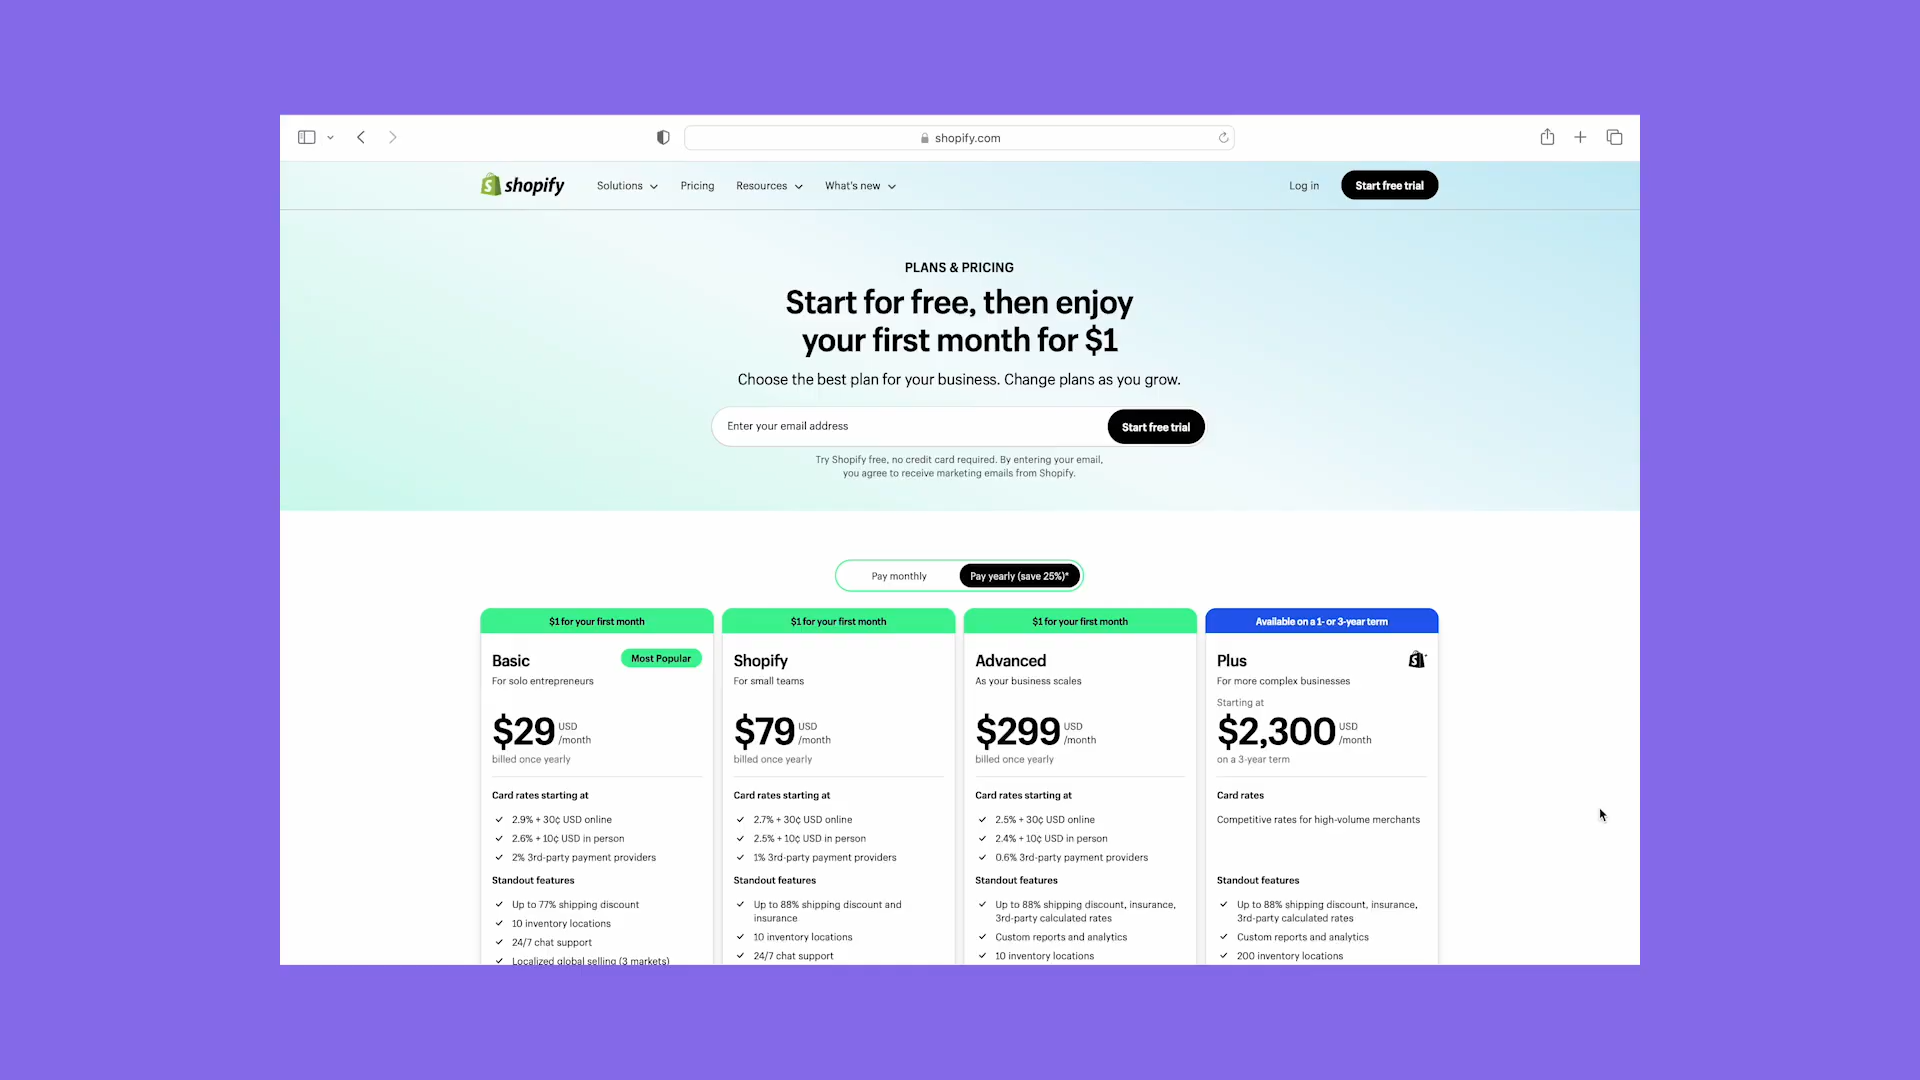 shopify.com
shopify
Solutions
Pricing
Resources
What's new
Log in
Start free trial
PLANS & PRICING
Start for free, then enjoy
your first month for $1
Choose the best plan for your business. Change plans as you grow.
Enter your email address
Start free trial
Try Shopify free, no credit card required. By entering your email,
you agree to receive marketing emails from Shopify.
Pay monthly
Pay yearly (save 25%)*
$1 for your first month
Basic
Most Popular
For solo entrepreneurs
$29 USD
/month
billed once yearly
Card rates starting at
2.9% + 30¢ USD online
2.6% + 10¢ USD in person
2% 3rd-party payment providers
Standout features
Up to 77% shipping discount
10 inventory locations
24/7 chat support
Localized global selling (3 markets)
$1 for your first month
Shopify
For small teams
$79 USD
/month
billed once yearly
Card rates starting at
2.7% + 30¢ USD online
2.5% + 10¢ USD in person
1% 3rd-party payment providers
Standout features
Up to 88% shipping discount and
insurance
10 inventory locations
24/7 chat support
$1 for your first month
Advanced
As your business scales
$299 USD
/month
billed once yearly
Card rates starting at
2.5% + 30¢ USD online
2.4% + 10¢ USD in person
0.6% 3rd-party payment providers
Standout features
Up to 88% shipping discount, insurance,
3rd-party calculated rates
Custom reports and analytics
10 inventory locations
Available on a 1- or 3-year term
Plus
For more complex businesses
Starting at
$2,300 USD
/month
on a 3-year term
Card rates
Competitive rates for high-volume merchants
Standout features
Up to 88% shipping discount, insurance,
3rd-party calculated rates
Custom reports and analytics
200 inventory locations